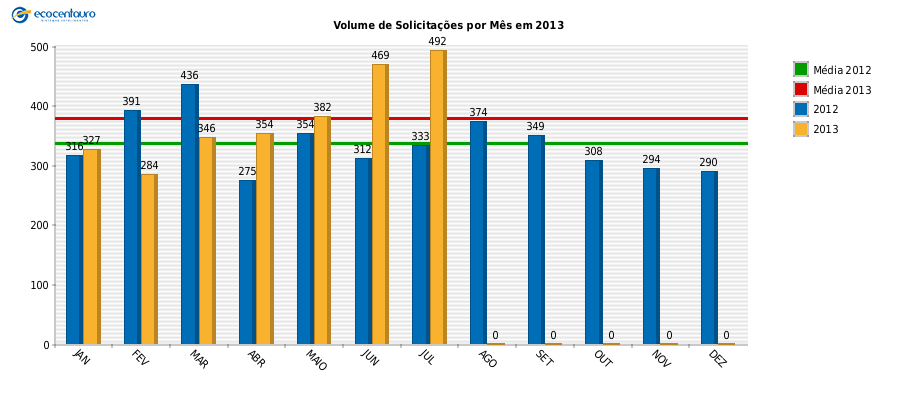 ecocentauro
Volume de Solicitações por Mês em 2013
500
400
300
200
100
0
316
327
391
284
436
346
275
354
354
382
312
469
333
492
374
0
349
0
308
0
294
0
290
0
JAN
FEV
MAR
ABR
MAIO
JUN
JUL
AGO
SET
OUT
NOV
DEZ
Média 2012
Média 2013
2012
2013